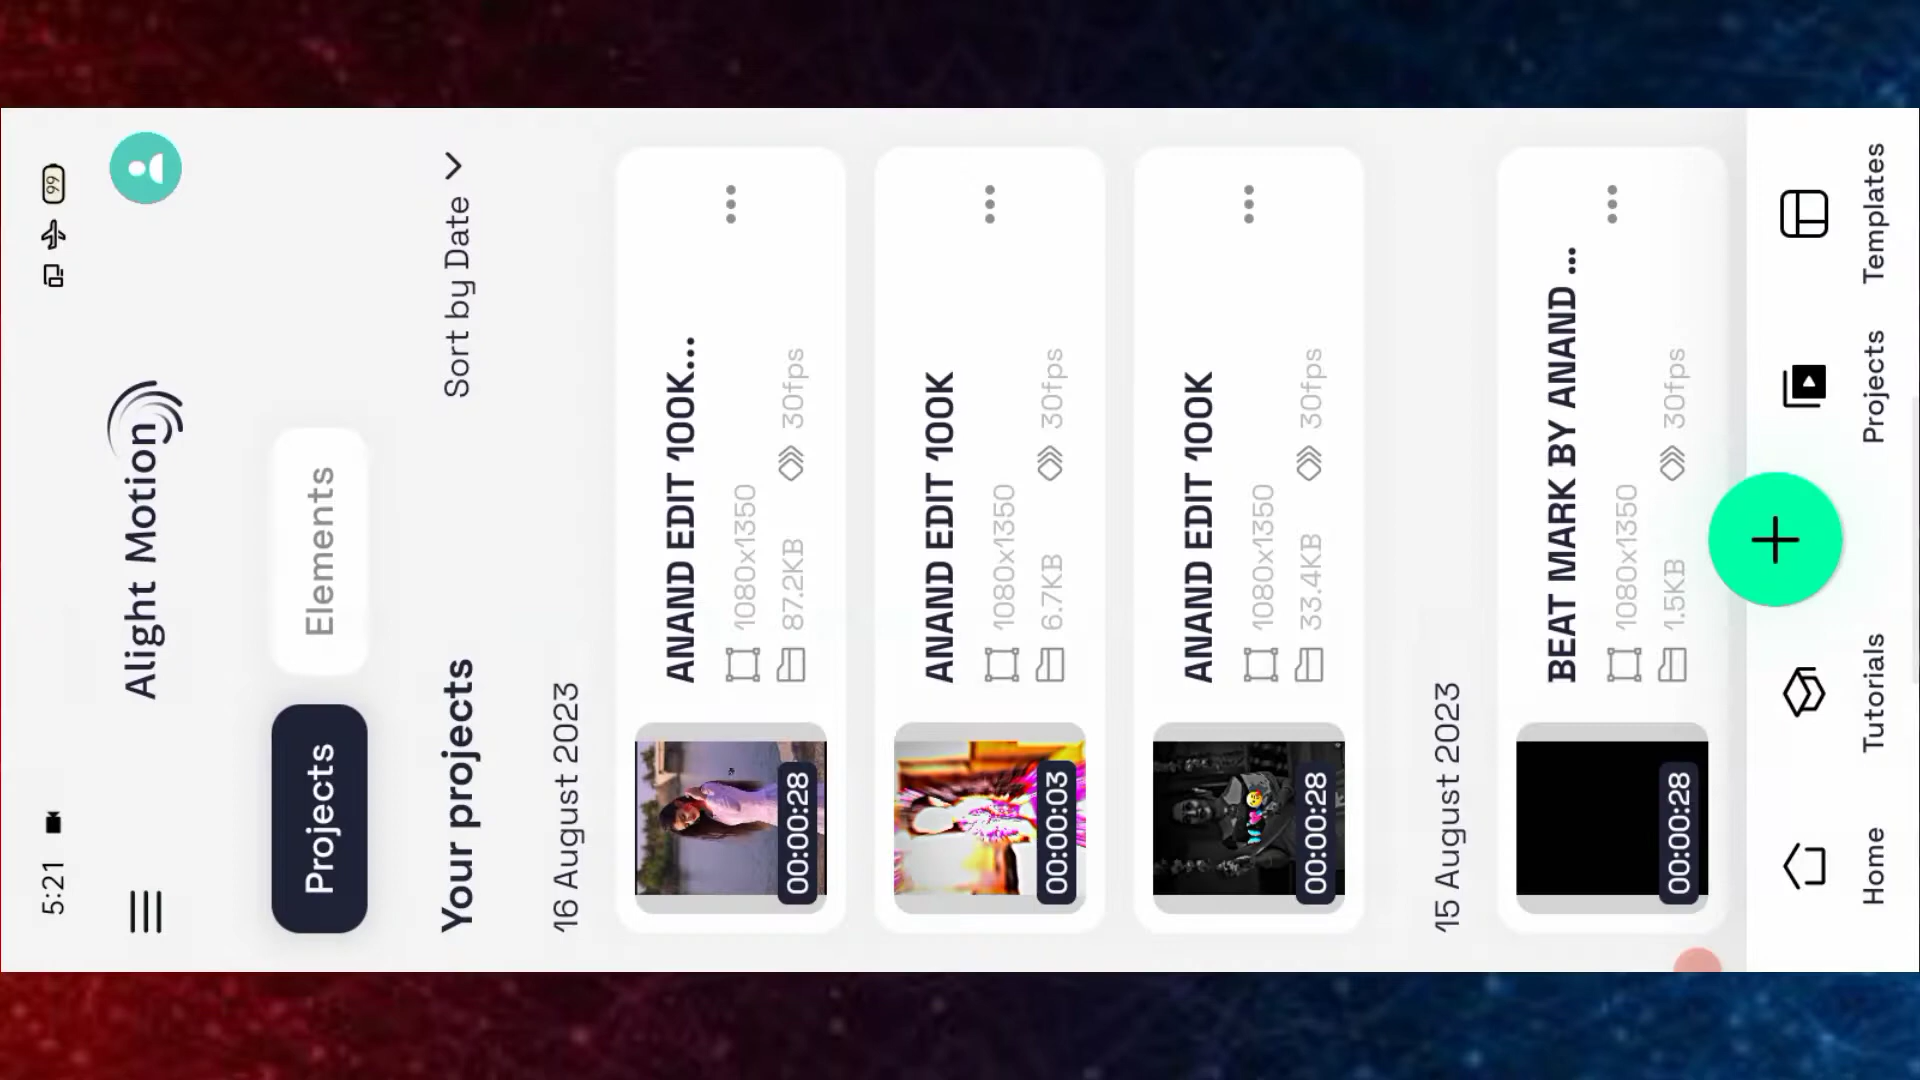 5:21
99
Alight Motion
Projects
Elements
Your projects
Sort by Date
16 August 2023
ANAND EDIT 100K...
1080x1350
87.2KB
30fps
00:00:28
ANAND EDIT 100K
1080x1350
6.7KB
30fps
00:00:03
ANAND EDIT 100K
1080x1350
33.4KB
30fps
00:00:28
15 August 2023
BEAT MARK BY ANAND ...
1080x1350
1.5KB
30fps
00:00:28
Home
Tutorials
Projects
Templates